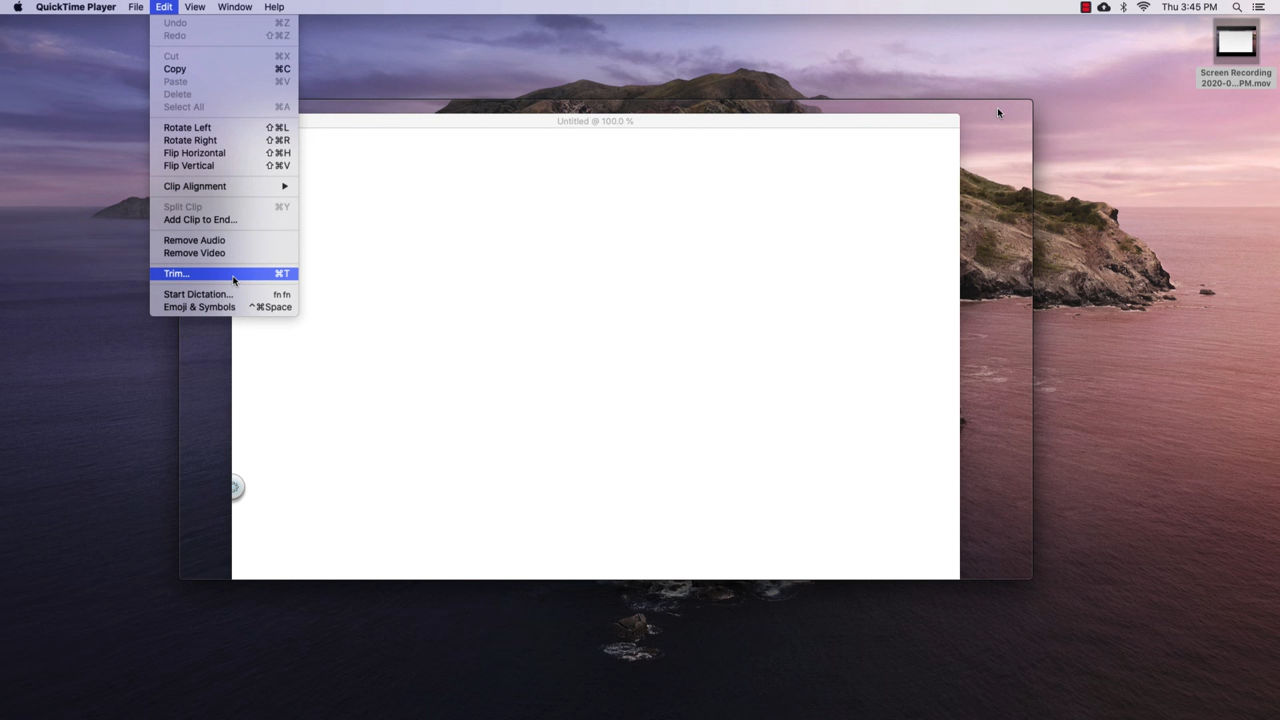 QuickTime Player File Edit View Window Help Thu 3:45 PM
Undo ⌘Z
Redo ⇧⌘Z
Cut ⌘X
Copy ⌘C
Paste ⌘V
Delete
Select All ⌘A
Rotate Left ⇧⌘L
Rotate Right ⇧⌘R
Flip Horizontal ⇧⌘H
Flip Vertical ⇧⌘V
Clip Alignment
Split Clip ⌘Y
Add Clip to End...
Remove Audio
Remove Video
Trim... ⌘T
Start Dictation... fn fn
Emoji & Symbols ^⌘Space
Untitled @ 100.0 %
Screen Recording
2020-0...PM.mov